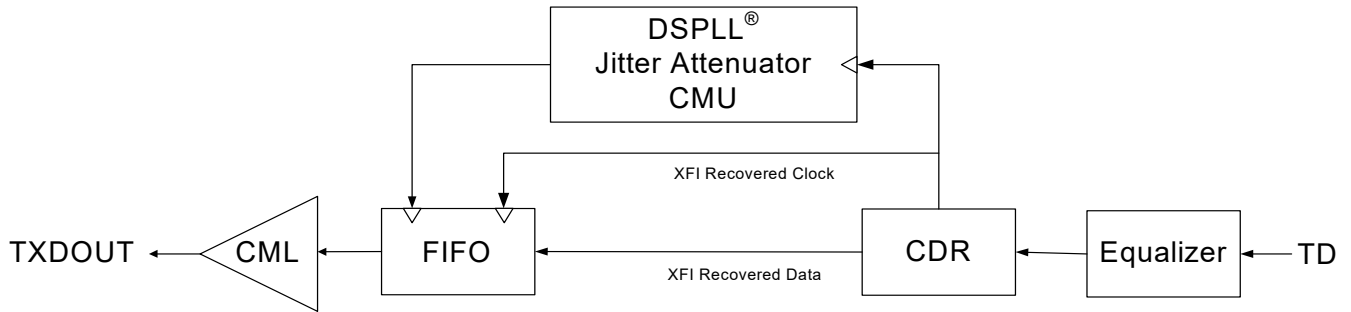 DSPLL®
Jitter Attenuator
CMU
XFI Recovered Clock
TXDOUT
CML
FIFO
XFI Recovered Data
CDR
Equalizer
TD